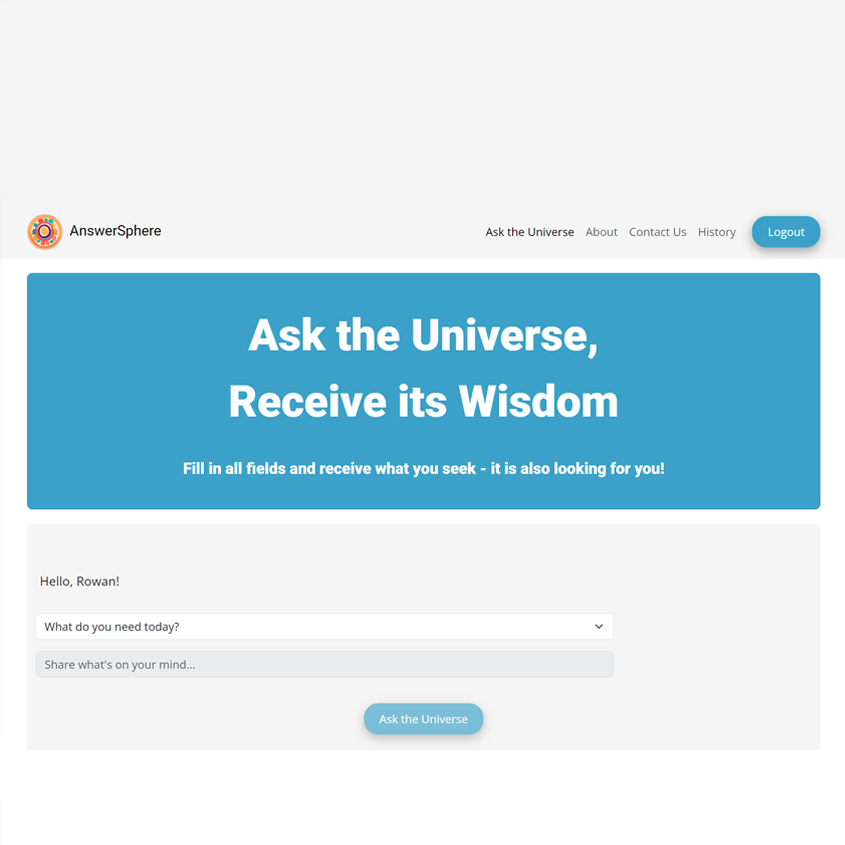 AnswerSphere
Ask the Universe About Contact Us History Logout
Ask the Universe,
Receive its Wisdom
Fill in all fields and receive what you seek - it is also looking for you!
Hello, Rowan!
What do you need today?
Share what's on your mind...
Ask the Universe